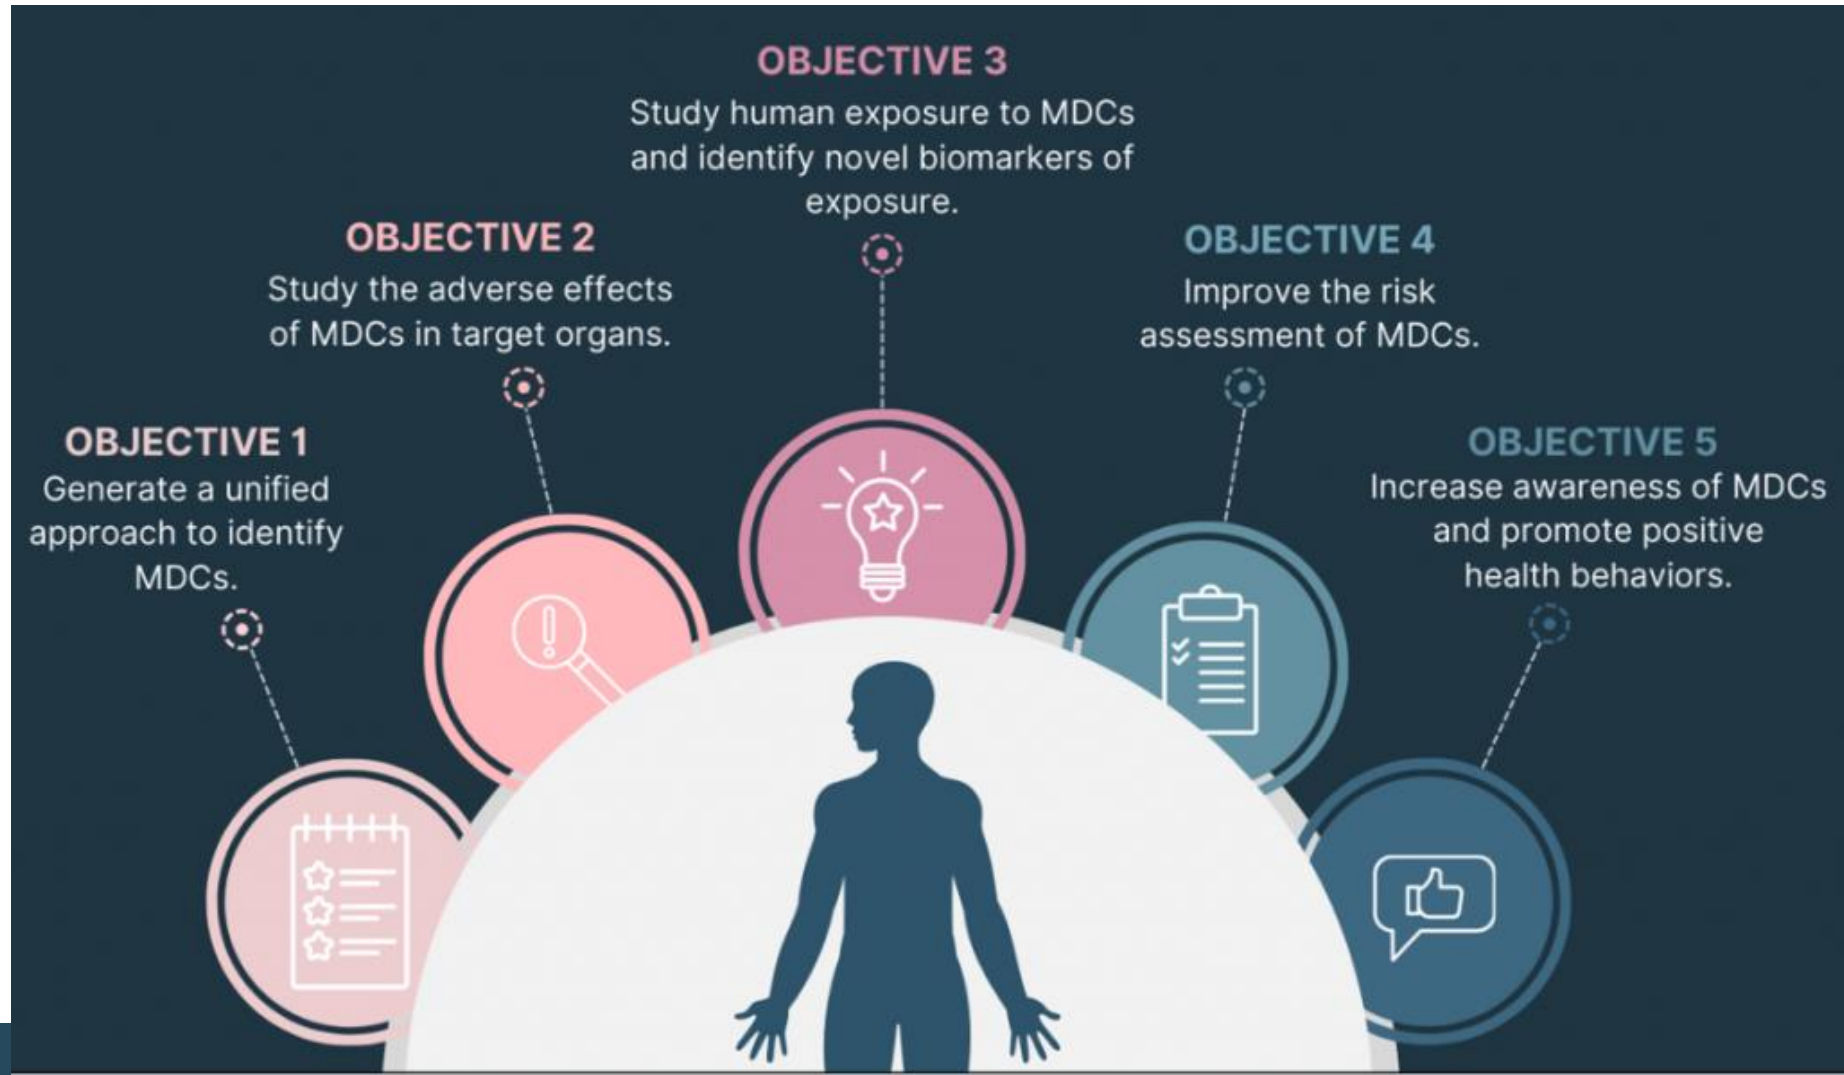 OBJECTIVE 1
Generate a unified
approach to identify
MDCs.
OBJECTIVE 2
Study the adverse effects
of MDCs in target organs.
OBJECTIVE 3
Study human exposure to MDCs
and identify novel biomarkers of
exposure.
OBJECTIVE 4
Improve the risk
assessment of MDCs.
OBJECTIVE 5
Increase awareness of MDCs
and promote positive
health behaviors.